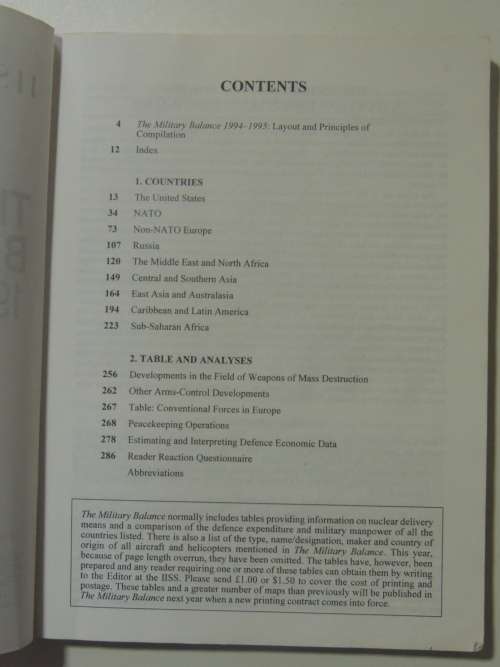 CONTENTS
4 The Military Balance 1994–1995: Layout and Principles of
Compilation
12 Index
1. COUNTRIES
13 The United States
34 NATO
73 Non-NATO Europe
107 Russia
120 The Middle East and North Africa
149 Central and Southern Asia
164 East Asia and Australasia
194 Caribbean and Latin America
223 Sub-Saharan Africa
2. TABLE AND ANALYSES
256 Developments in the Field of Weapons of Mass Destruction
262 Other Arms-Control Developments
267 Table: Conventional Forces in Europe
268 Peacekeeping Operations
278 Estimating and Interpreting Defence Economic Data
286 Reader Reaction Questionnaire
Abbreviations
The Military Balance normally includes tables providing information on nuclear delivery
means and a comparison of the defence expenditure and military manpower of all the
countries listed. There is also a list of the type, name/designation, maker and country of
origin of all aircraft and helicopters mentioned in The Military Balance. This year,
because of page length overrun, they have been omitted. The tables have, however, been
prepared and any reader requiring one or more of these tables can obtain them by writing
to the Editor at the IISS. Please send £1.00 or $1.50 to cover the cost of printing and
postage. These tables and a greater number of maps than previously will be published in
The Military Balance next year when a new printing contract comes into force.